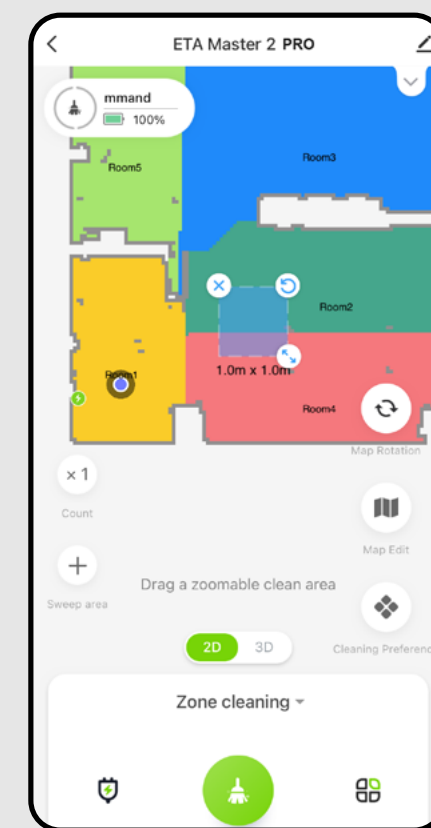 ETA Master 2 PRO
mmand
100%
Room5
Room3
Room2
Room1
1.0m x 1.0m
Room4
Map Rotation
× 1
Count
Map Edit
Drag a zoomable clean area
Sweep area
2D
3D
Cleaning Preferenc
Zone cleaning